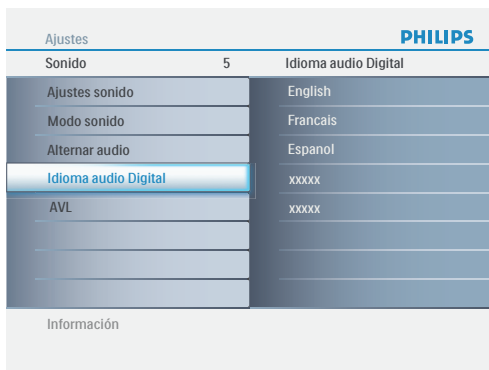 Ajustes PHILIPS
Sonido 5 Idioma audio Digital
Ajustes sonido English
Modo sonido Francais
Alternar audio Espanol
Idioma audio Digital xxxxx
AVL xxxxx
Información